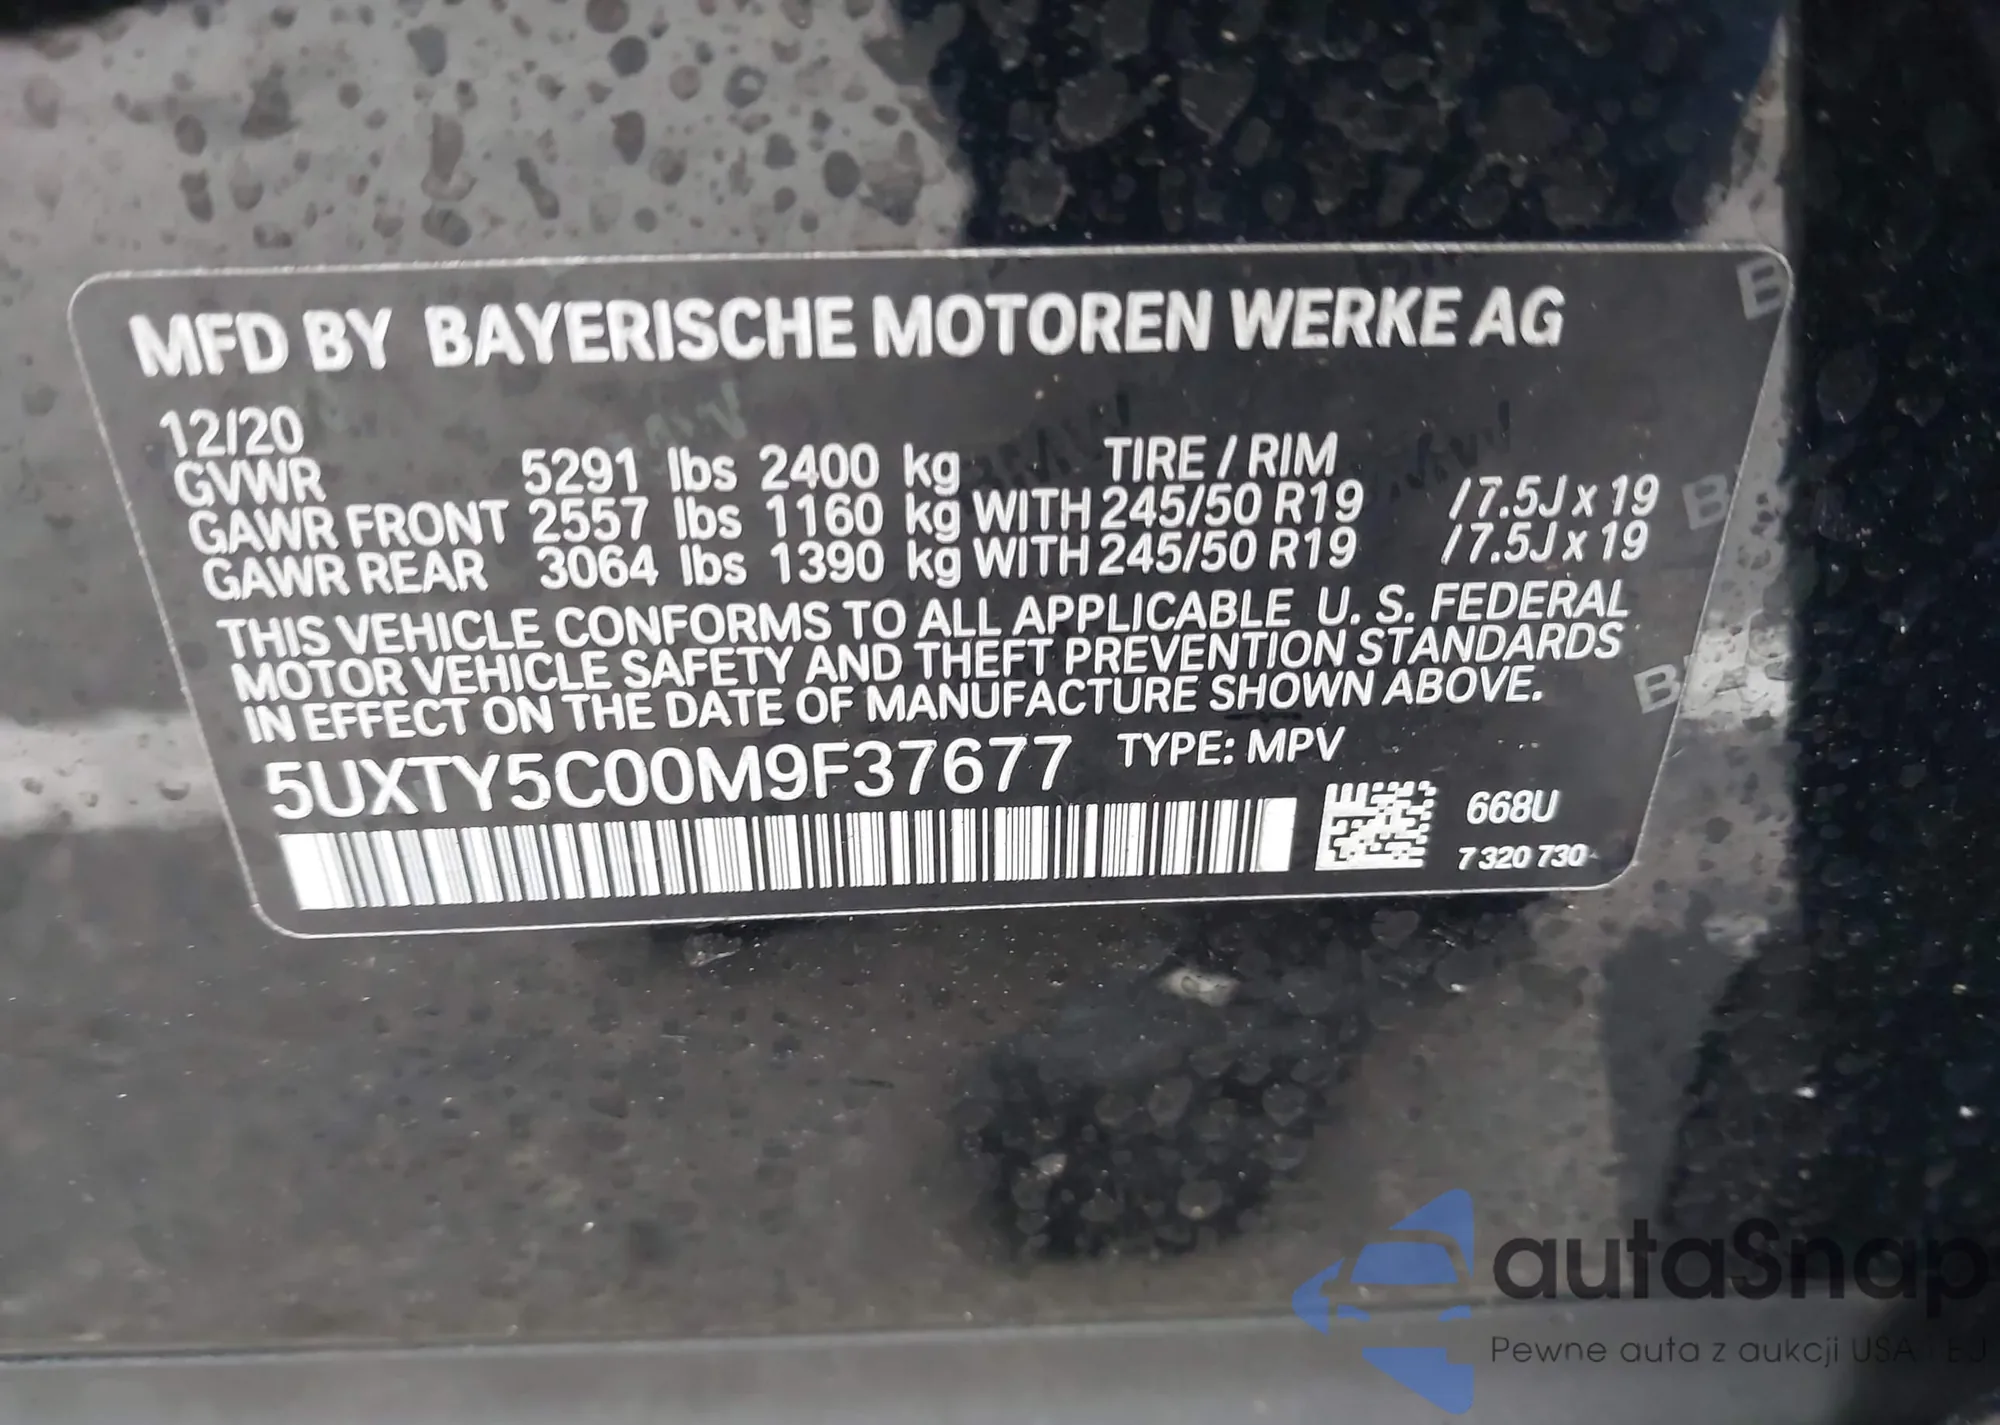 MFD BY BAYERISCHE MOTOREN WERKE AG
12/20
GVWR 5291 lbs 2400 kg TIRE / RIM
GAWR FRONT 2557 lbs 1160 kg WITH 245/50 R19 /7.5J x 19
GAWR REAR 3064 lbs 1390 kg WITH 245/50 R19 /7.5J x 19
THIS VEHICLE CONFORMS TO ALL APPLICABLE U. S. FEDERAL
MOTOR VEHICLE SAFETY AND THEFT PREVENTION STANDARDS
IN EFFECT ON THE DATE OF MANUFACTURE SHOWN ABOVE.
5UXTY5C00M9F37677 TYPE: MPV
668U
7 320 730
autaSnap
Pewne auta z aukcji USA i EU